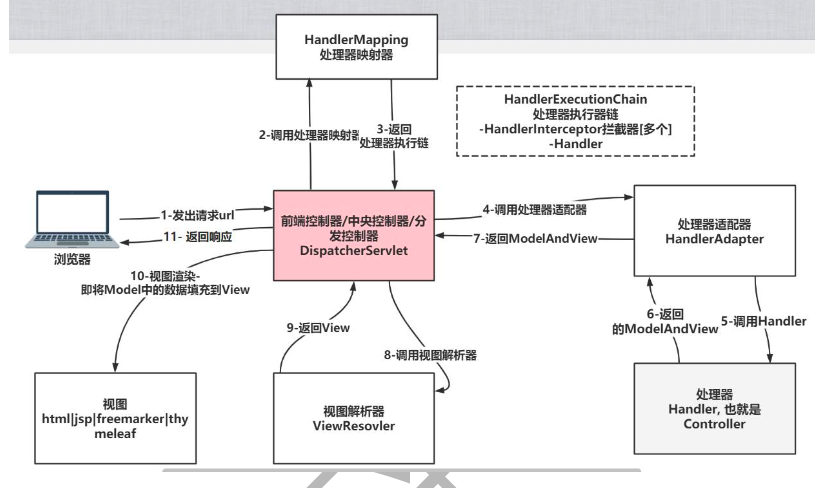 HandlerMapping
处理器映射器
HandlerExecutionChain
处理器执行器链
-HandlerInterceptor拦截器[多个]
-Handler
2-调用处理器映射器
3-返回
处理器执行链
1-发出请求url
11- 返回响应
浏览器
前端控制器/中央控制器/分
发控制器
DispatcherServlet
4-调用处理器适配器
7-返回ModelAndView
处理器适配器
HandlerAdapter
10-视图渲染-
即将Model中的数据填充到View
9-返回View
8-调用视图解析器
6-返回
的ModelAndView
5-调用Handler
视图
html|jsp|freemarker|thy
meleaf
视图解析器
ViewResovler
处理器
Handler, 也就是
Controller